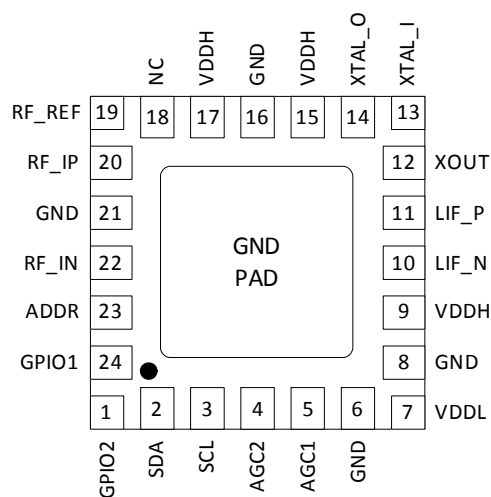 NC
VDDH
GND
VDDH
XTAL_O
XTAL_I
18
17
16
15
14
13
RF_REF
19
RF_IP
20
12
XOUT
GND
21
11
LIF_P
RF_IN
22
10
LIF_N
ADDR
23
9
VDDH
GPIO1
24
8
GND
GND
PAD
1
2
3
4
5
6
7
VDDL
GPIO2
SDA
SCL
AGC2
AGC1
GND